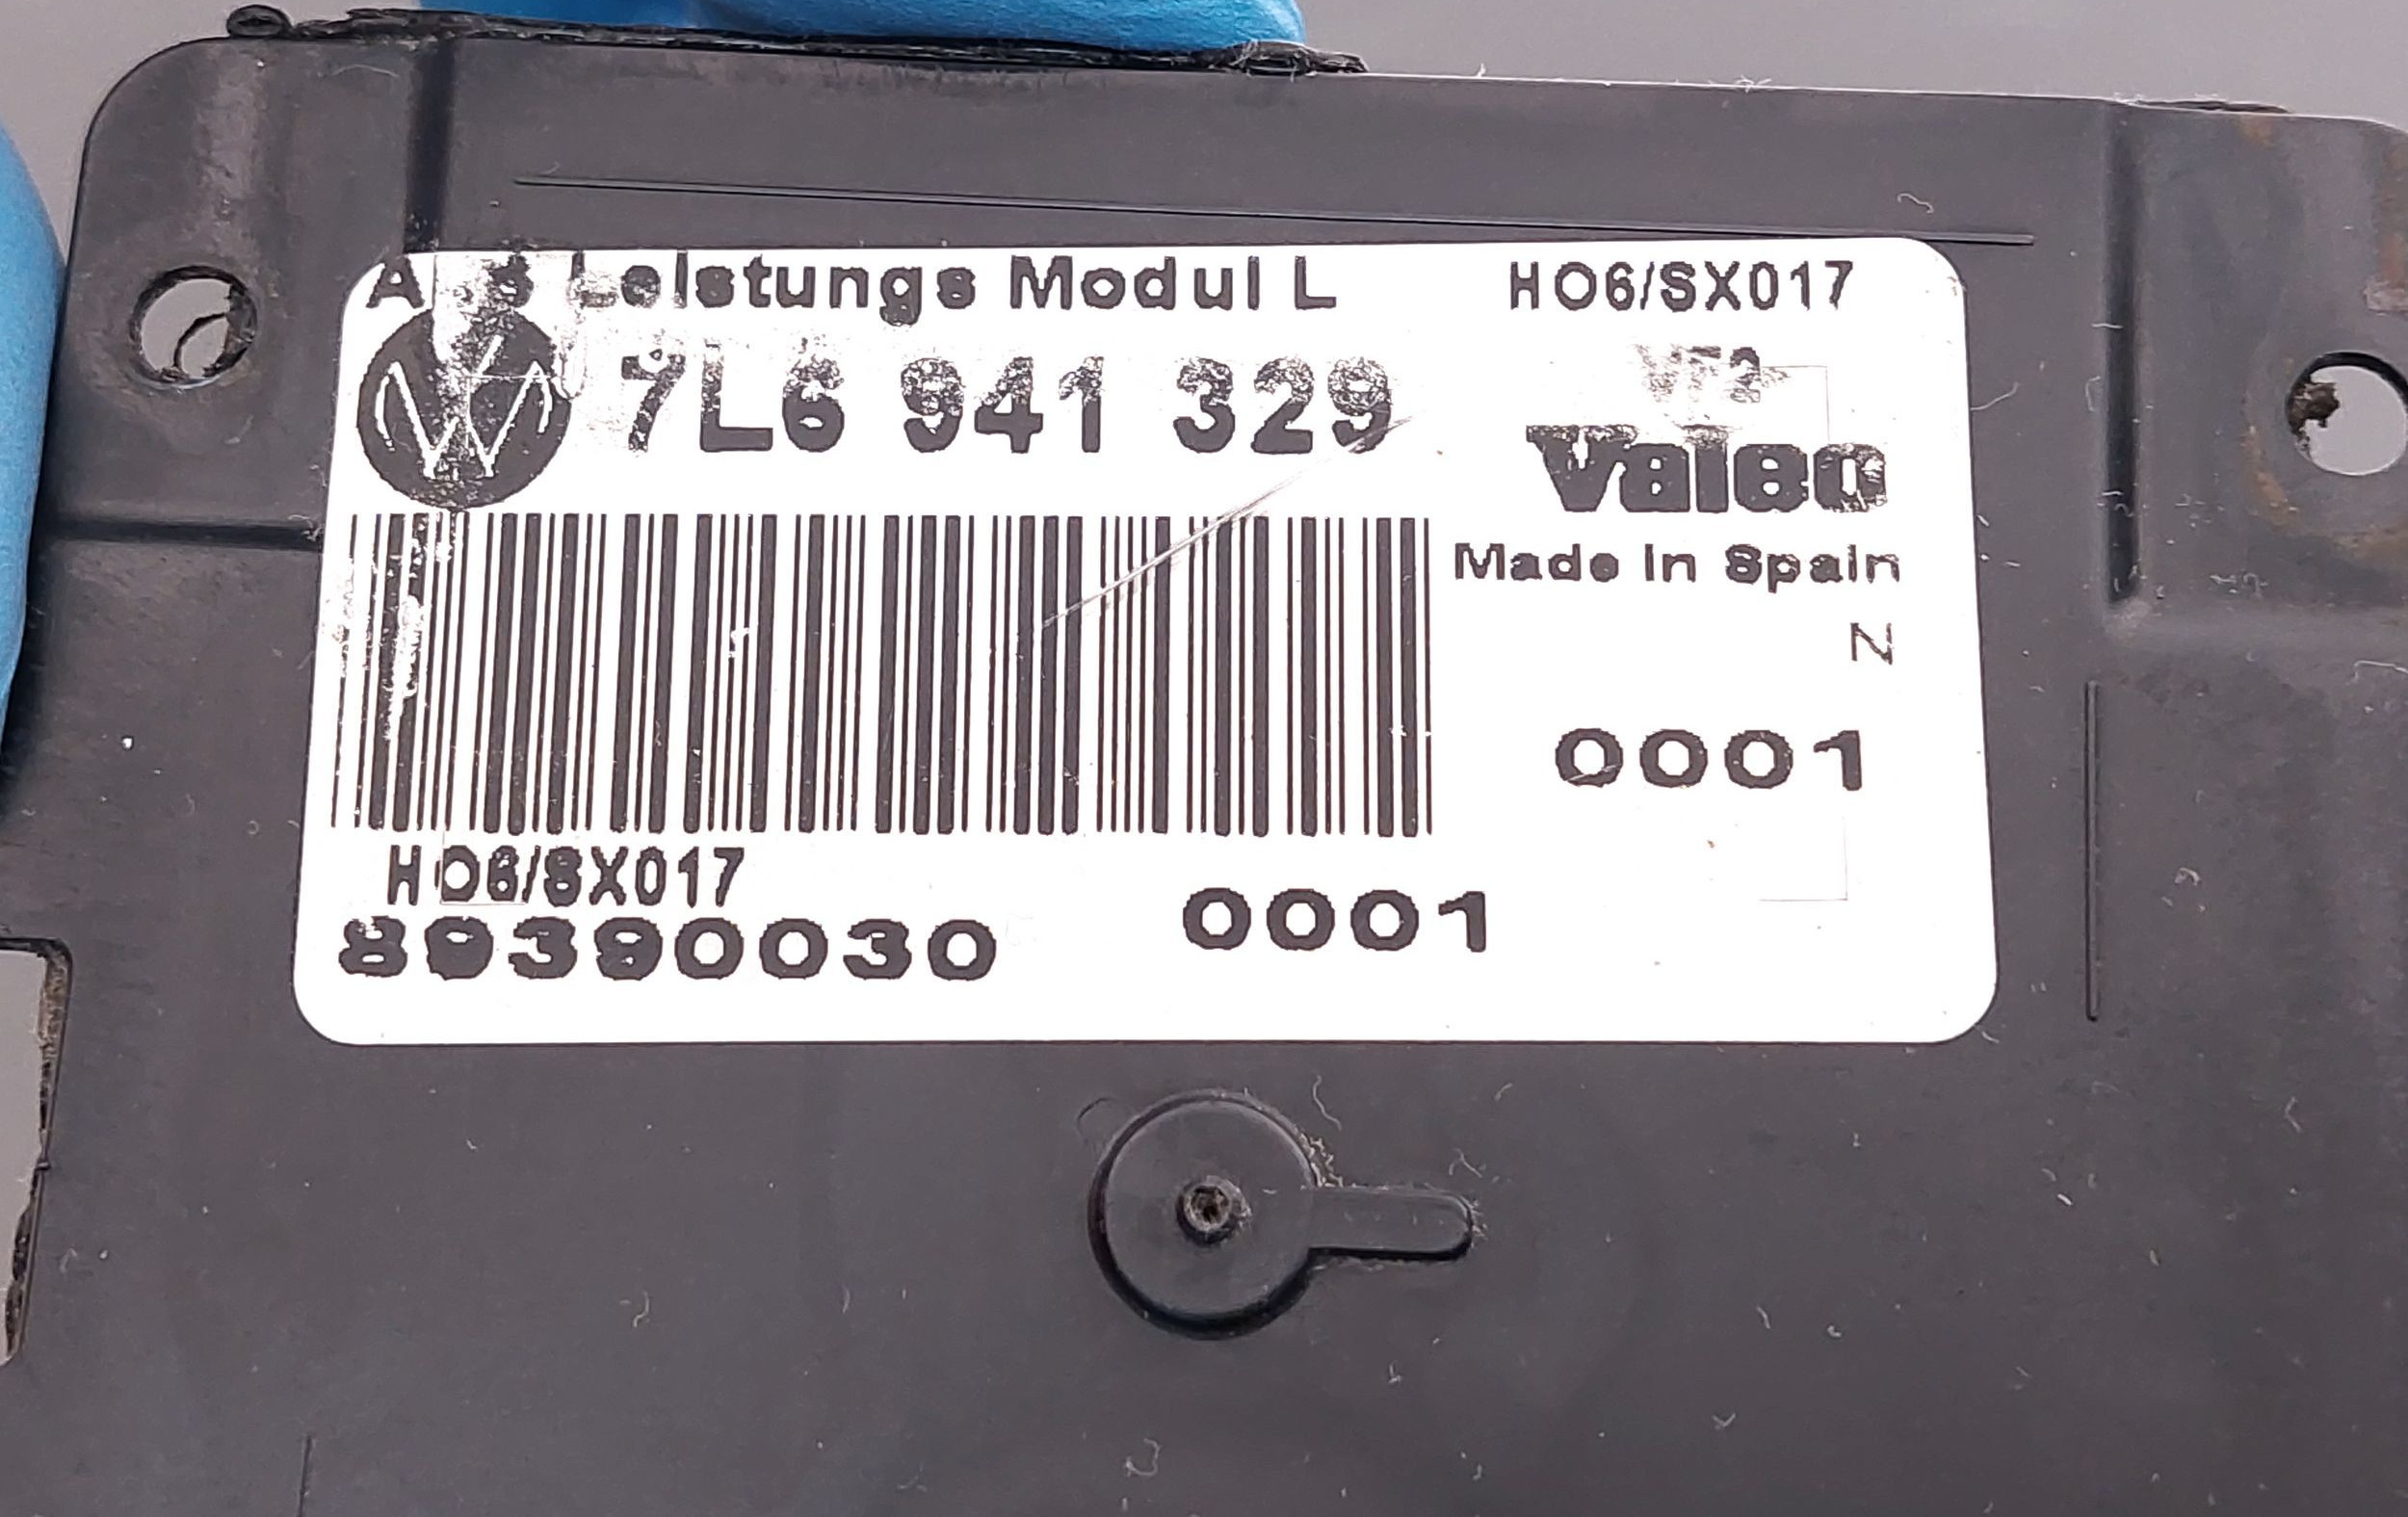 Leistungs Modul L HO6/SX017
7L6 941 329
Valeo
Made in Spain
N
0001
HO6/SX017
89390030 0001